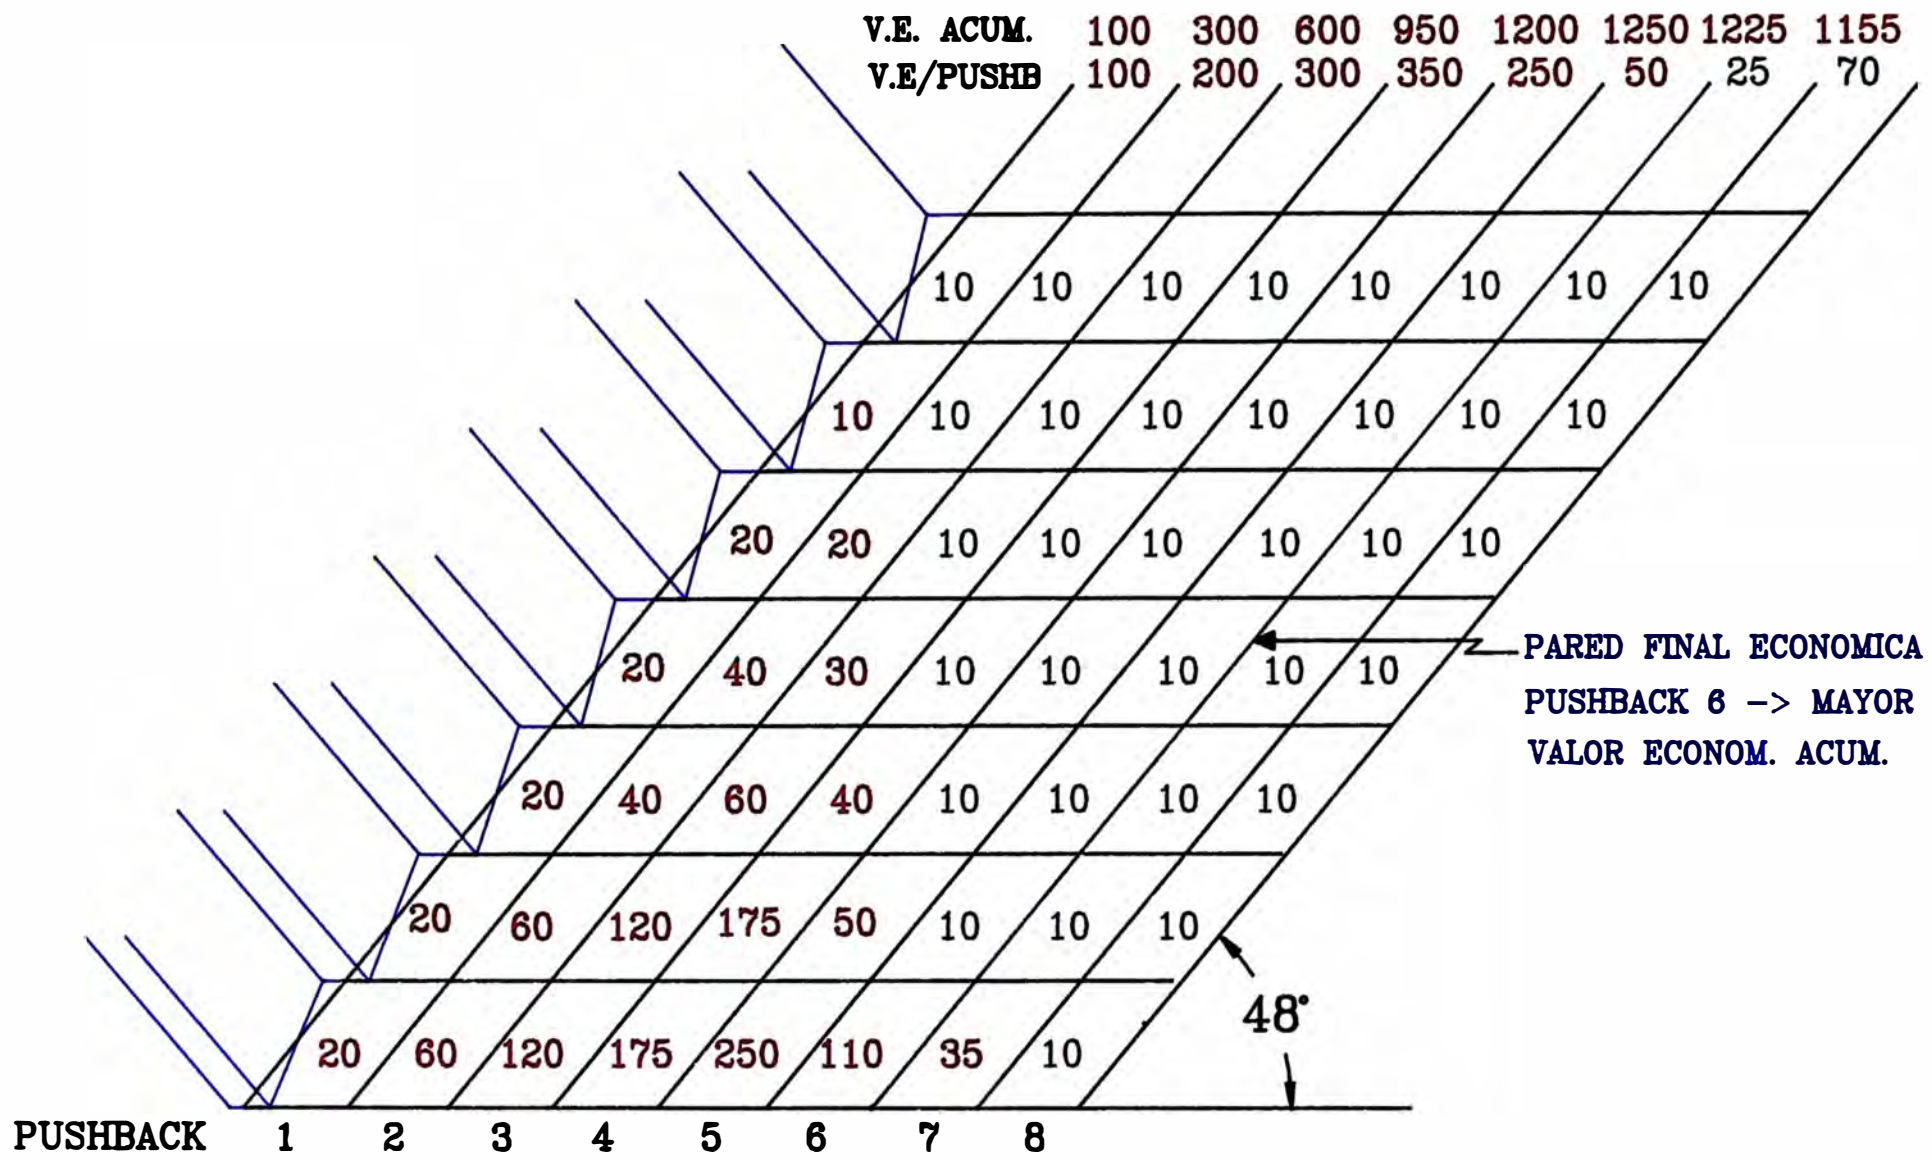 V.E. ACUM. 100 300 600 950 1200 1250 1225 1155
V.E/PUSHB 100 200 300 350 250 50 25 70
10 10 10 10 10 10 10 10
10 10 10 10 10 10 10 10
20 20 10 10 10 10 10 10
20 40 30 10 10 10 10 10
PARED FINAL ECONOMICA
PUSHBACK 6 -> MAYOR
VALOR ECONOM. ACUM.
20 40 60 40 10 10 10 10
20 60 120 175 50 10 10 10
48°
20 60 120 175 250 110 35 10
PUSHBACK 1 2 3 4 5 6 7 8